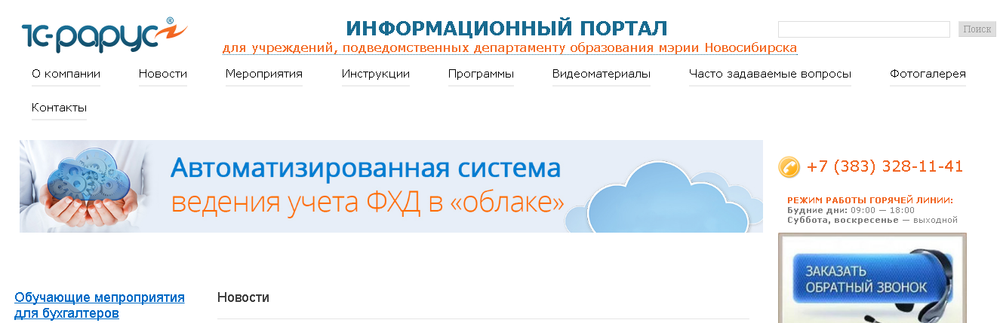 1С-рарус®
ИНФОРМАЦИОННЫЙ ПОРТАЛ
для учреждений, подведомственных департаменту образования мэрии Новосибирска
Поиск
О компании Новости Мероприятия Инструкции Программы Видеоматериалы Часто задаваемые вопросы Фотогалерея
Контакты
Автоматизированная система
ведения учета ФХД в «облаке»
+7 (383) 328-11-41
РЕЖИМ РАБОТЫ ГОРЯЧЕЙ ЛИНИИ:
Будние дни: 09:00 — 18:00
Суббота, воскресенье — выходной
ЗАКАЗАТЬ
ОБРАТНЫЙ ЗВОНОК
Обучающие мепроприятия
для бухгалтеров
Новости